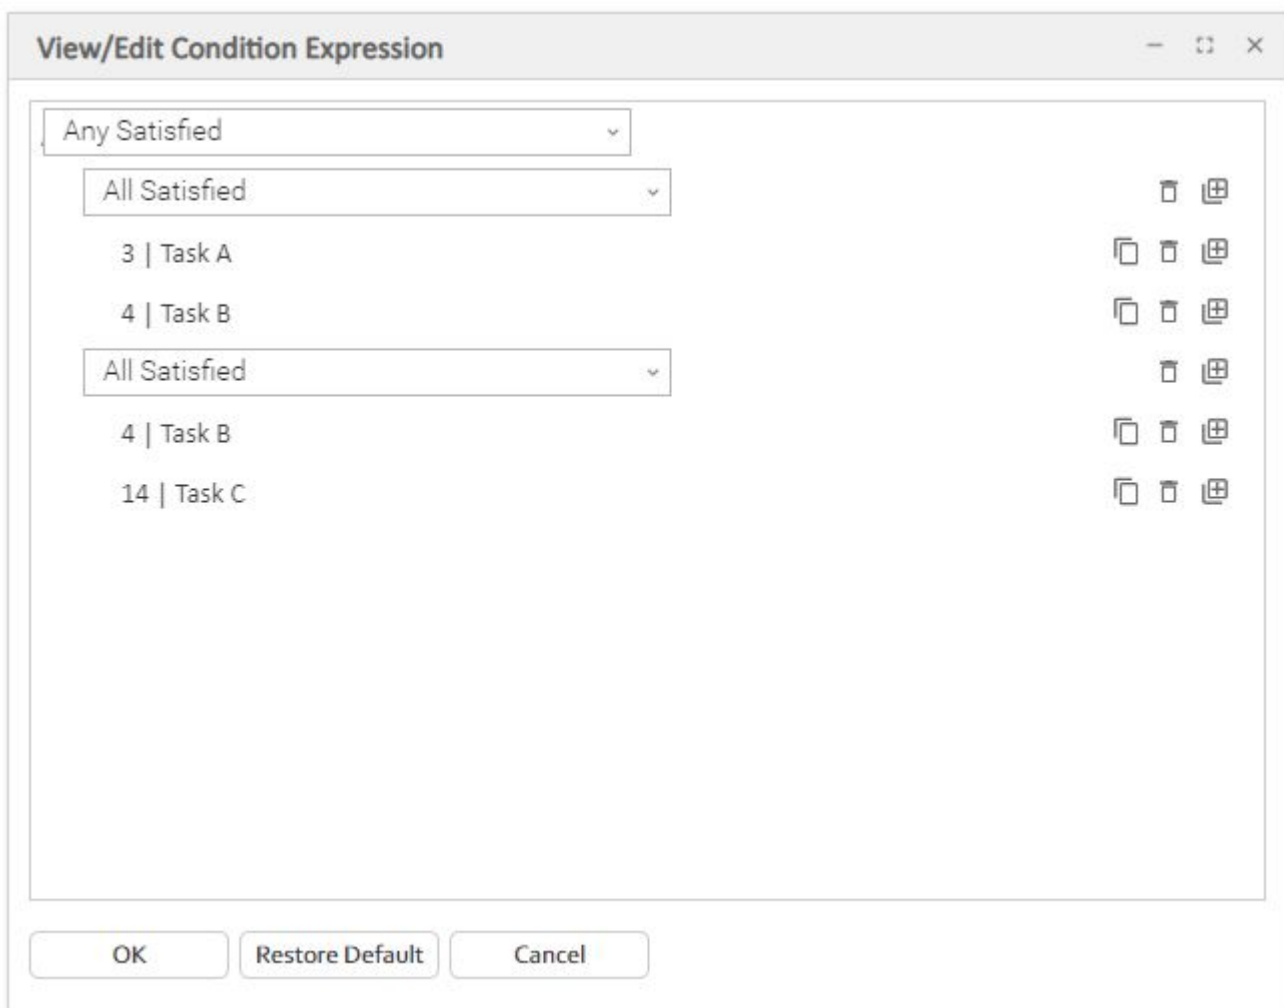 View/Edit Condition Expression
Any Satisfied
All Satisfied
3 | Task A
4 | Task B
All Satisfied
4 | Task B
14 | Task C
OK
Restore Default
Cancel